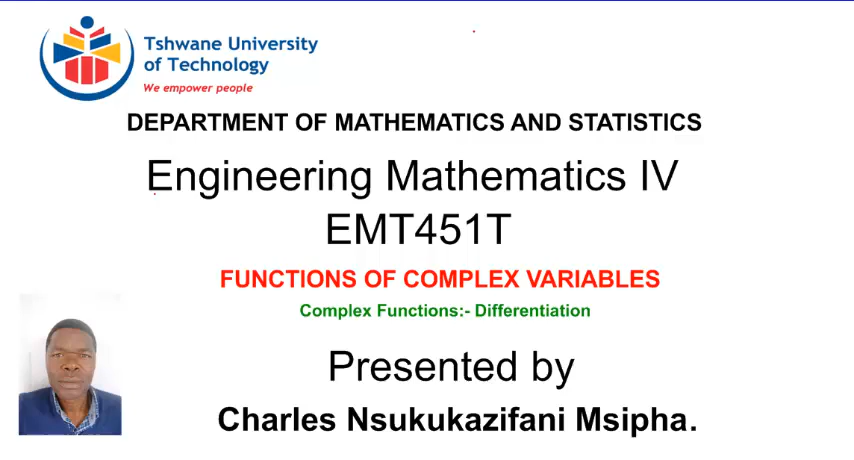 Tshwane University
of Technology
We empower people
DEPARTMENT OF MATHEMATICS AND STATISTICS
Engineering Mathematics IV
EMT451T
FUNCTIONS OF COMPLEX VARIABLES
Complex Functions:- Differentiation
Presented by
Charles Nsukukazifani Msipha.